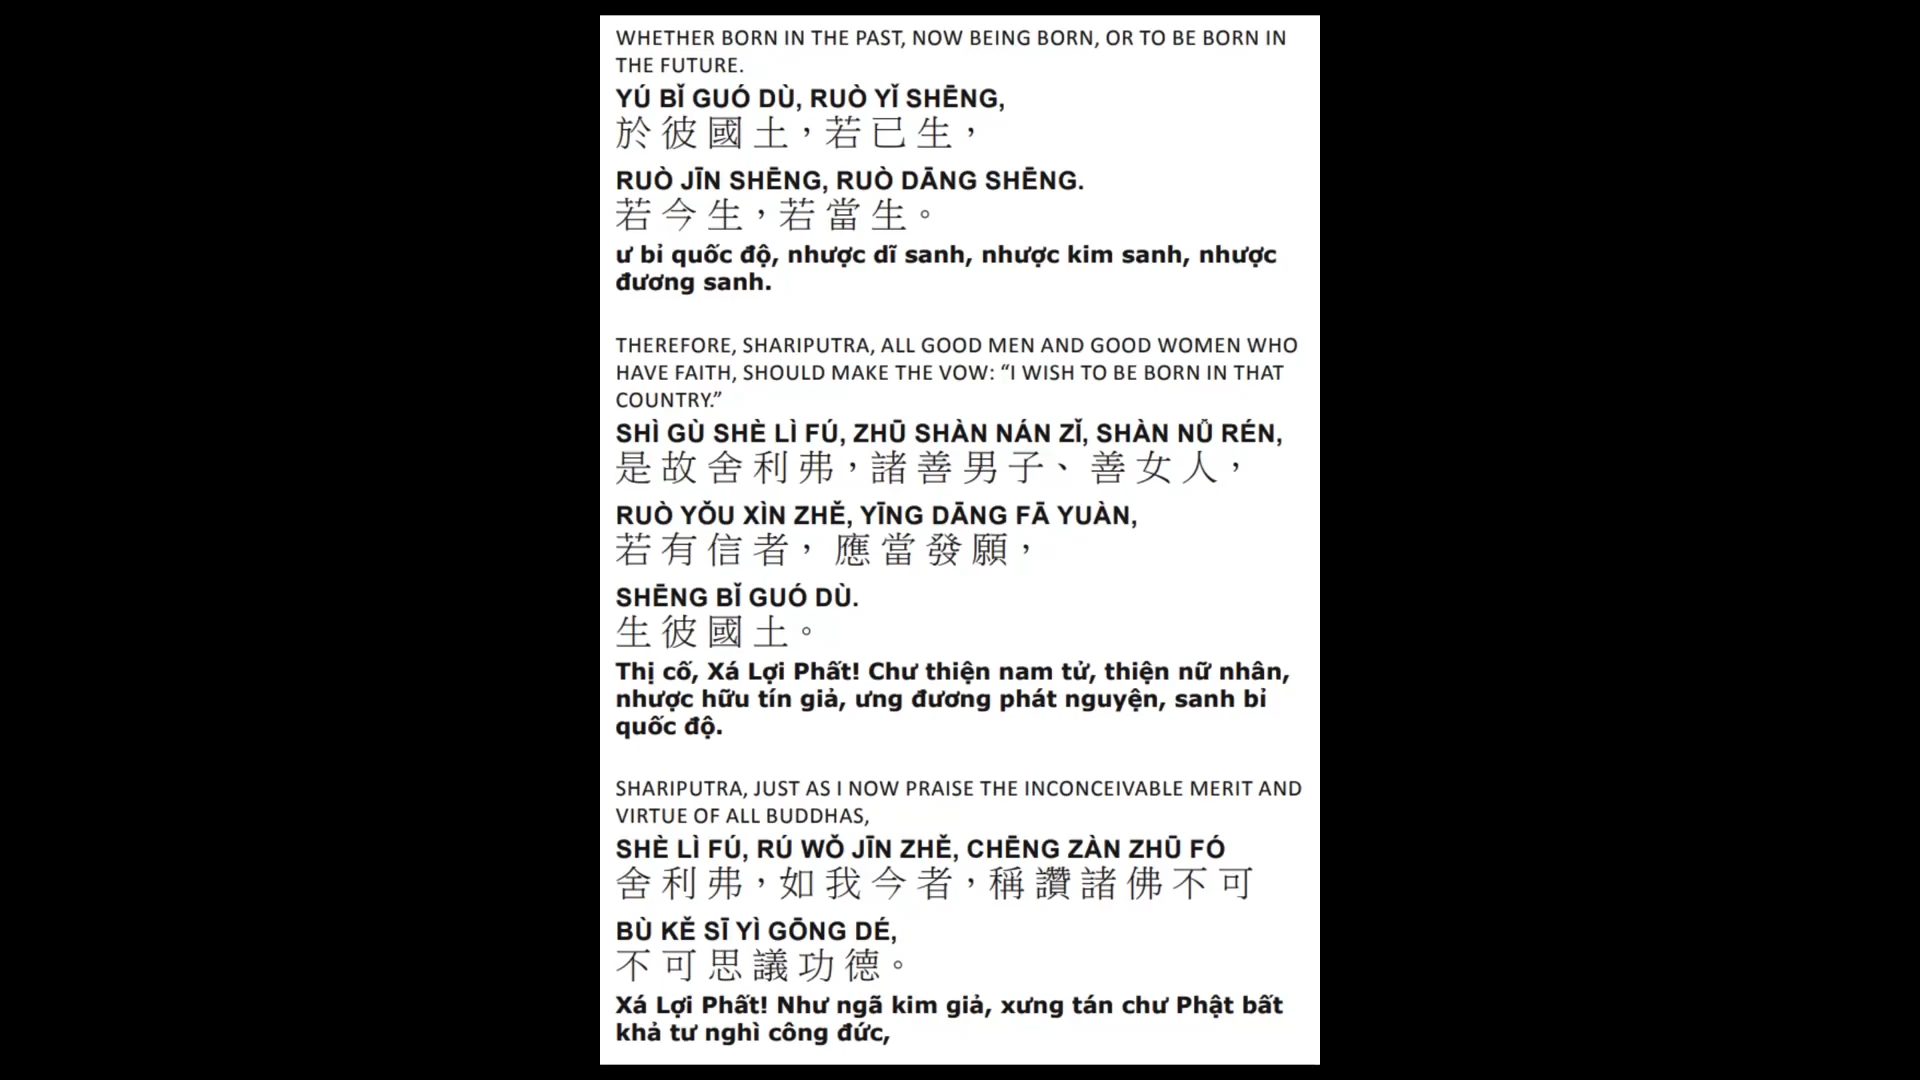 WHETHER BORN IN THE PAST, NOW BEING BORN, OR TO BE BORN IN
THE FUTURE.
YÚ BǏ GUÓ DÙ, RUÒ YǏ SHĒNG,
於彼國土，若已生，
RUÒ JĪN SHĒNG, RUÒ DĀNG SHĒNG.
若今生，若當生。
ư bỉ quốc độ, nhược dĩ sanh, nhược kim sanh, nhược
đương sanh.
THEREFORE, SHARIPUTRA, ALL GOOD MEN AND GOOD WOMEN WHO
HAVE FAITH, SHOULD MAKE THE VOW: “I WISH TO BE BORN IN THAT
COUNTRY.”
SHÌ GÙ SHÈ LÌ FÚ, ZHŪ SHÀN NÁN ZǏ, SHÀN NǙ RÉN,
是故舍利弗，諸善男子、善女人，
RUÒ YǑU XÌN ZHĚ, YĪNG DĀNG FĀ YUÀN,
若有信者，應當發願，
SHĒNG BǏ GUÓ DÙ.
生彼國土。
Thị cố, Xá Lợi Phất! Chư thiện nam tử, thiện nữ nhân,
nhược hữu tín giả, ưng đương phát nguyện, sanh bỉ
quốc độ.
SHARIPUTRA, JUST AS I NOW PRAISE THE INCONCEIVABLE MERIT AND
VIRTUE OF ALL BUDDHAS,
SHÈ LÌ FÚ, RÚ WǑ JĪN ZHĚ, CHĒNG ZÀN ZHŪ FÓ
舍利弗，如我今者，稱讚諸佛不可
BÙ KĚ SĪ YÌ GŌNG DÉ,
不可思議功德。
Xá Lợi Phất! Như ngã kim giả, xưng tán chư Phật bất
khả tư nghì công đức,